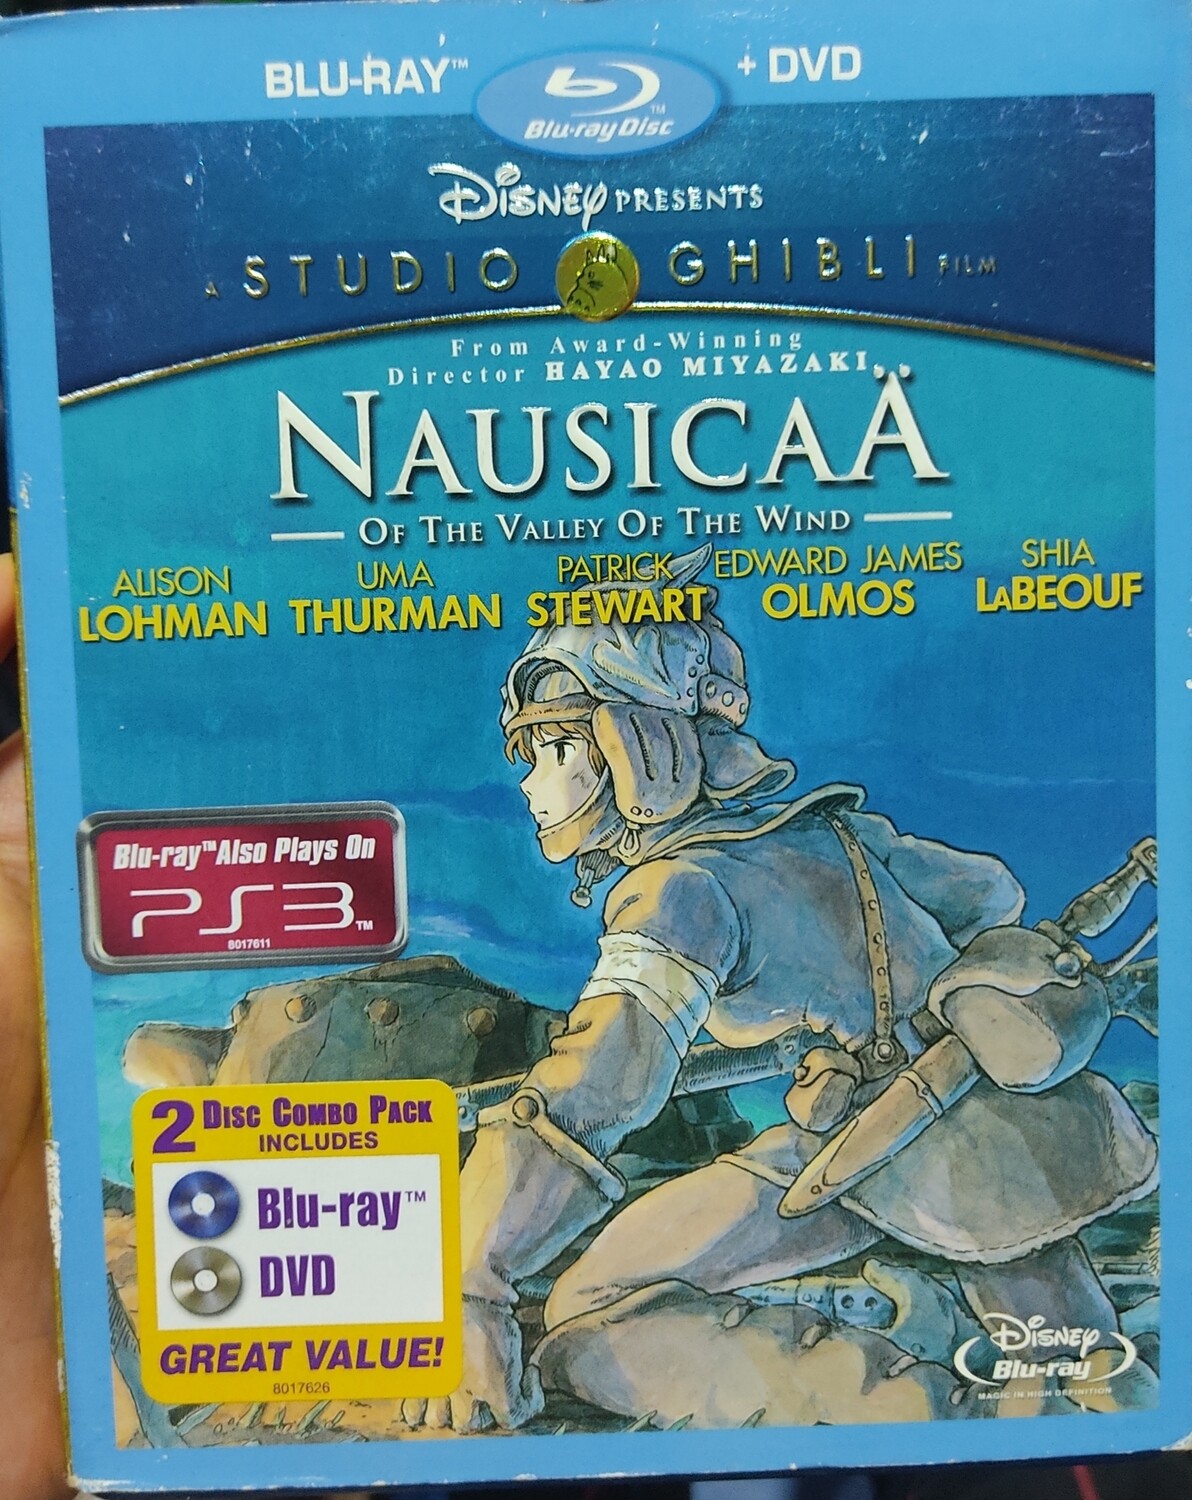 BLU-RAY™ + DVD
Blu-ray Disc™
Disney PRESENTS
A STUDIO GHIBLI FILM
From Award-Winning
Director HAYAO MIYAZAKI
NAUSICAÄ
OF THE VALLEY OF THE WIND
ALISON LOHMAN
UMA THURMAN
PATRICK STEWART
EDWARD JAMES OLMOS
SHIA LABEOUF
Blu-ray™ Also Plays On
PS3™
8017611
2 DISC COMBO PACK
INCLUDES
Blu-ray™
DVD
GREAT VALUE!
8017626
Disney
Blu-ray
MAGIC IN HIGH DEFINITION